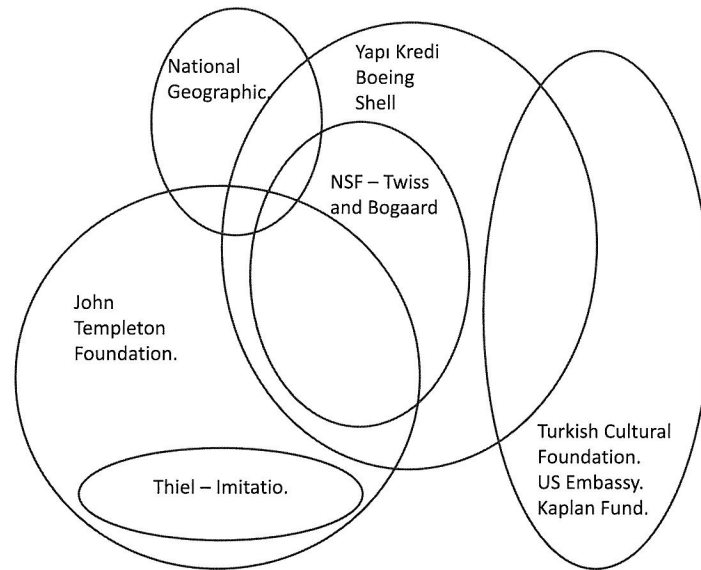 National
Geographic.
Yapı Kredi
Boeing
Shell
NSF – Twiss
and Bogaard
John
Templeton
Foundation.
Thiel – Imitatio.
Turkish Cultural
Foundation.
US Embassy.
Kaplan Fund.